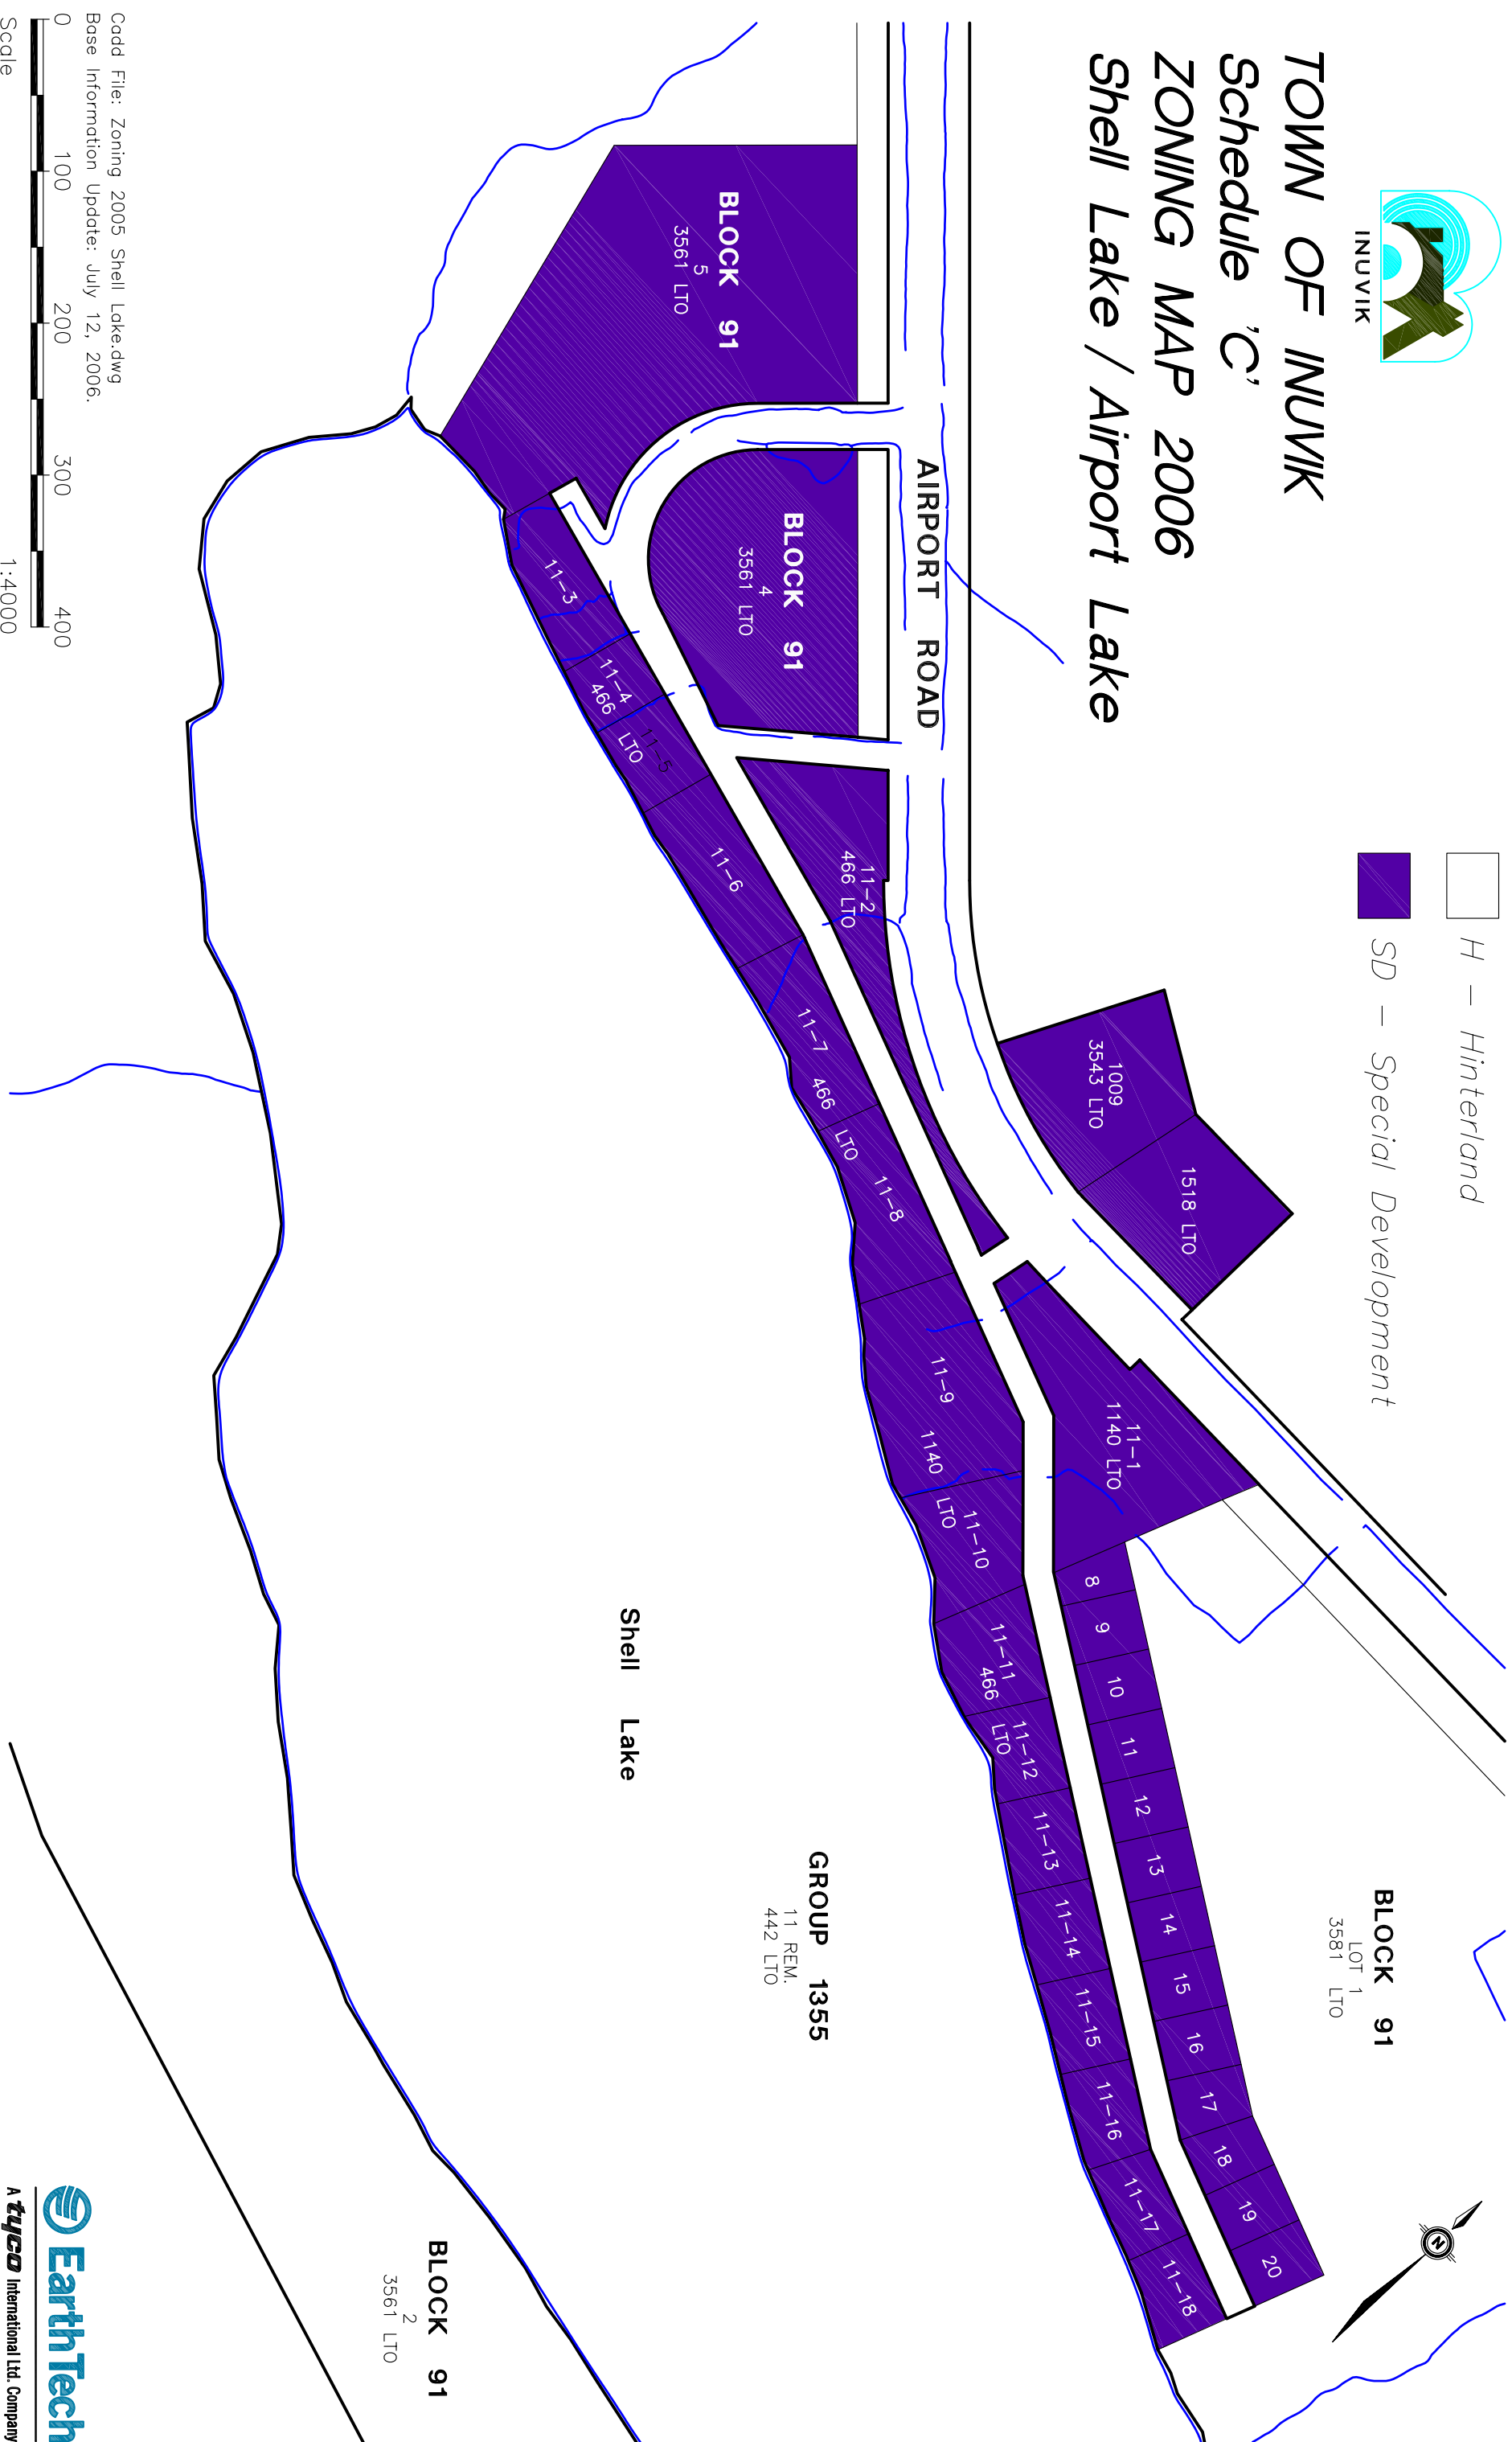 INUVIK
TOWN OF INUVIK
Schedule 'C'
ZONING MAP 2006
Shell Lake / Airport Lake
H - Hinterland
SD - Special Development
AIRPORT ROAD
BLOCK 91
5
3561 LTO
BLOCK 91
4
3561 LTO
11-2
466 LTO
1009
3543 LTO
1518 LTO
11-1
1140 LTO
11-3
11-4
466 LTO
11-5
11-6
11-7
466 LTO
11-8
11-9
1140 LTO
11-10
11-11
466 LTO
11-12
11-13
11-14
11-15
11-16
11-17
11-18
8
9
10
11
12
13
14
15
16
17
18
19
20
BLOCK 91
LOT 1
3581 LTO
N
Shell Lake
GROUP 1355
11 REM.
442 LTO
BLOCK 91
2
3561 LTO
Cadd File: Zoning 2005 Shell Lake.dwg
Base Information Update: July 12, 2006.
0 100 200 300 400
Scale 1:4000
EarthTech
A tyco International Ltd. Company